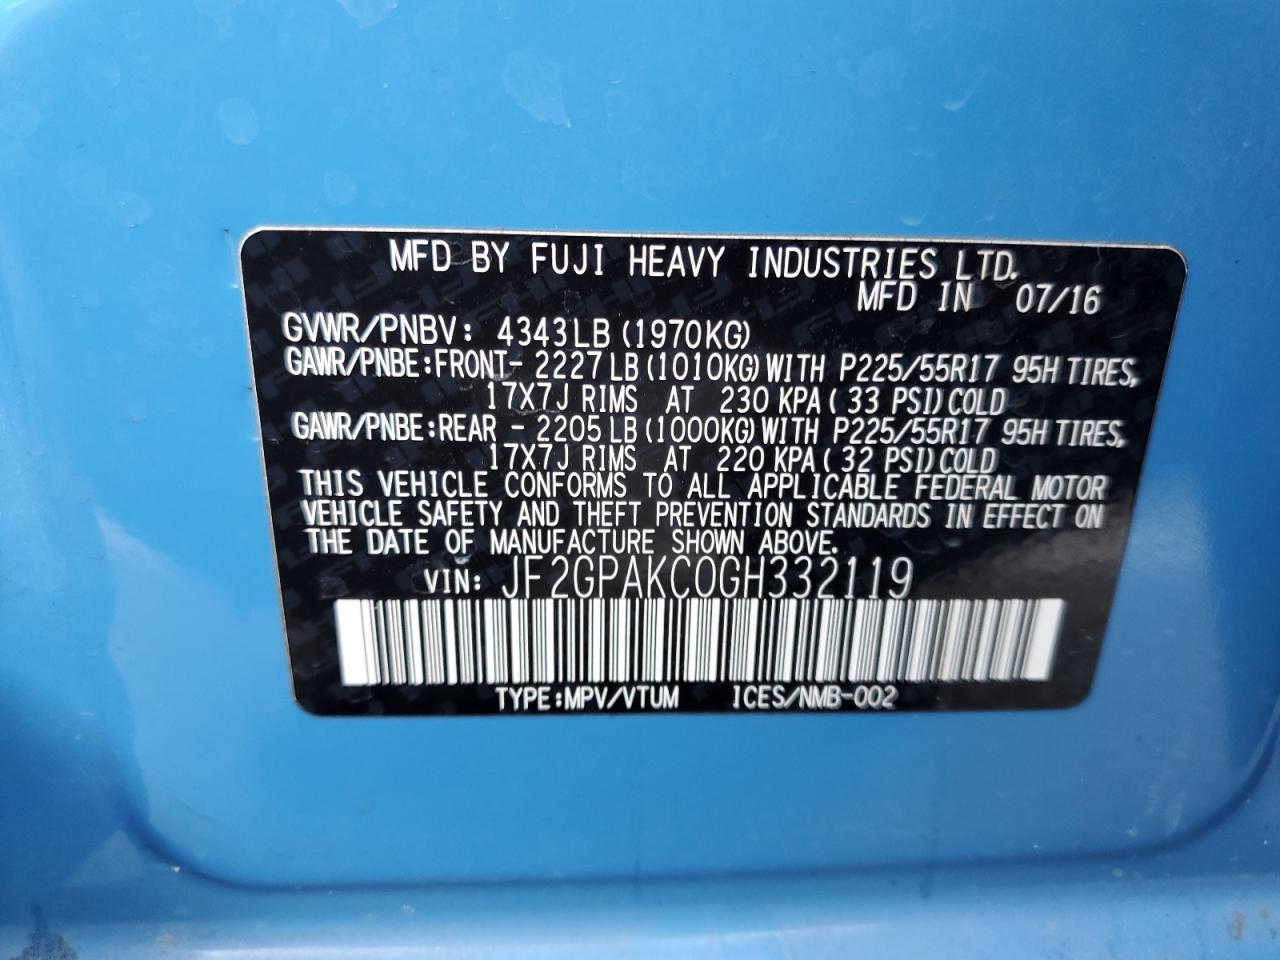 MFD BY FUJI HEAVY INDUSTRIES LTD.
MFD IN 07/16
GVWR/PNBV: 4343LB (1970KG)
GAWR/PNBE:FRONT- 2227 LB (1010KG) WITH P225/55R17 95H TIRES,
17X7J RIMS AT 230 KPA ( 33 PSI) COLD
GAWR/PNBE:REAR - 2205 LB (1000KG) WITH P225/55R17 95H TIRES,
17X7J RIMS AT 220 KPA ( 32 PSI) COLD
THIS VEHICLE CONFORMS TO ALL APPLICABLE FEDERAL MOTOR
VEHICLE SAFETY AND THEFT PREVENTION STANDARDS IN EFFECT ON
THE DATE OF MANUFACTURE SHOWN ABOVE.
VIN: JF2GPAKC0GH332119
TYPE:MPV/VTUM ICES/NMB-002